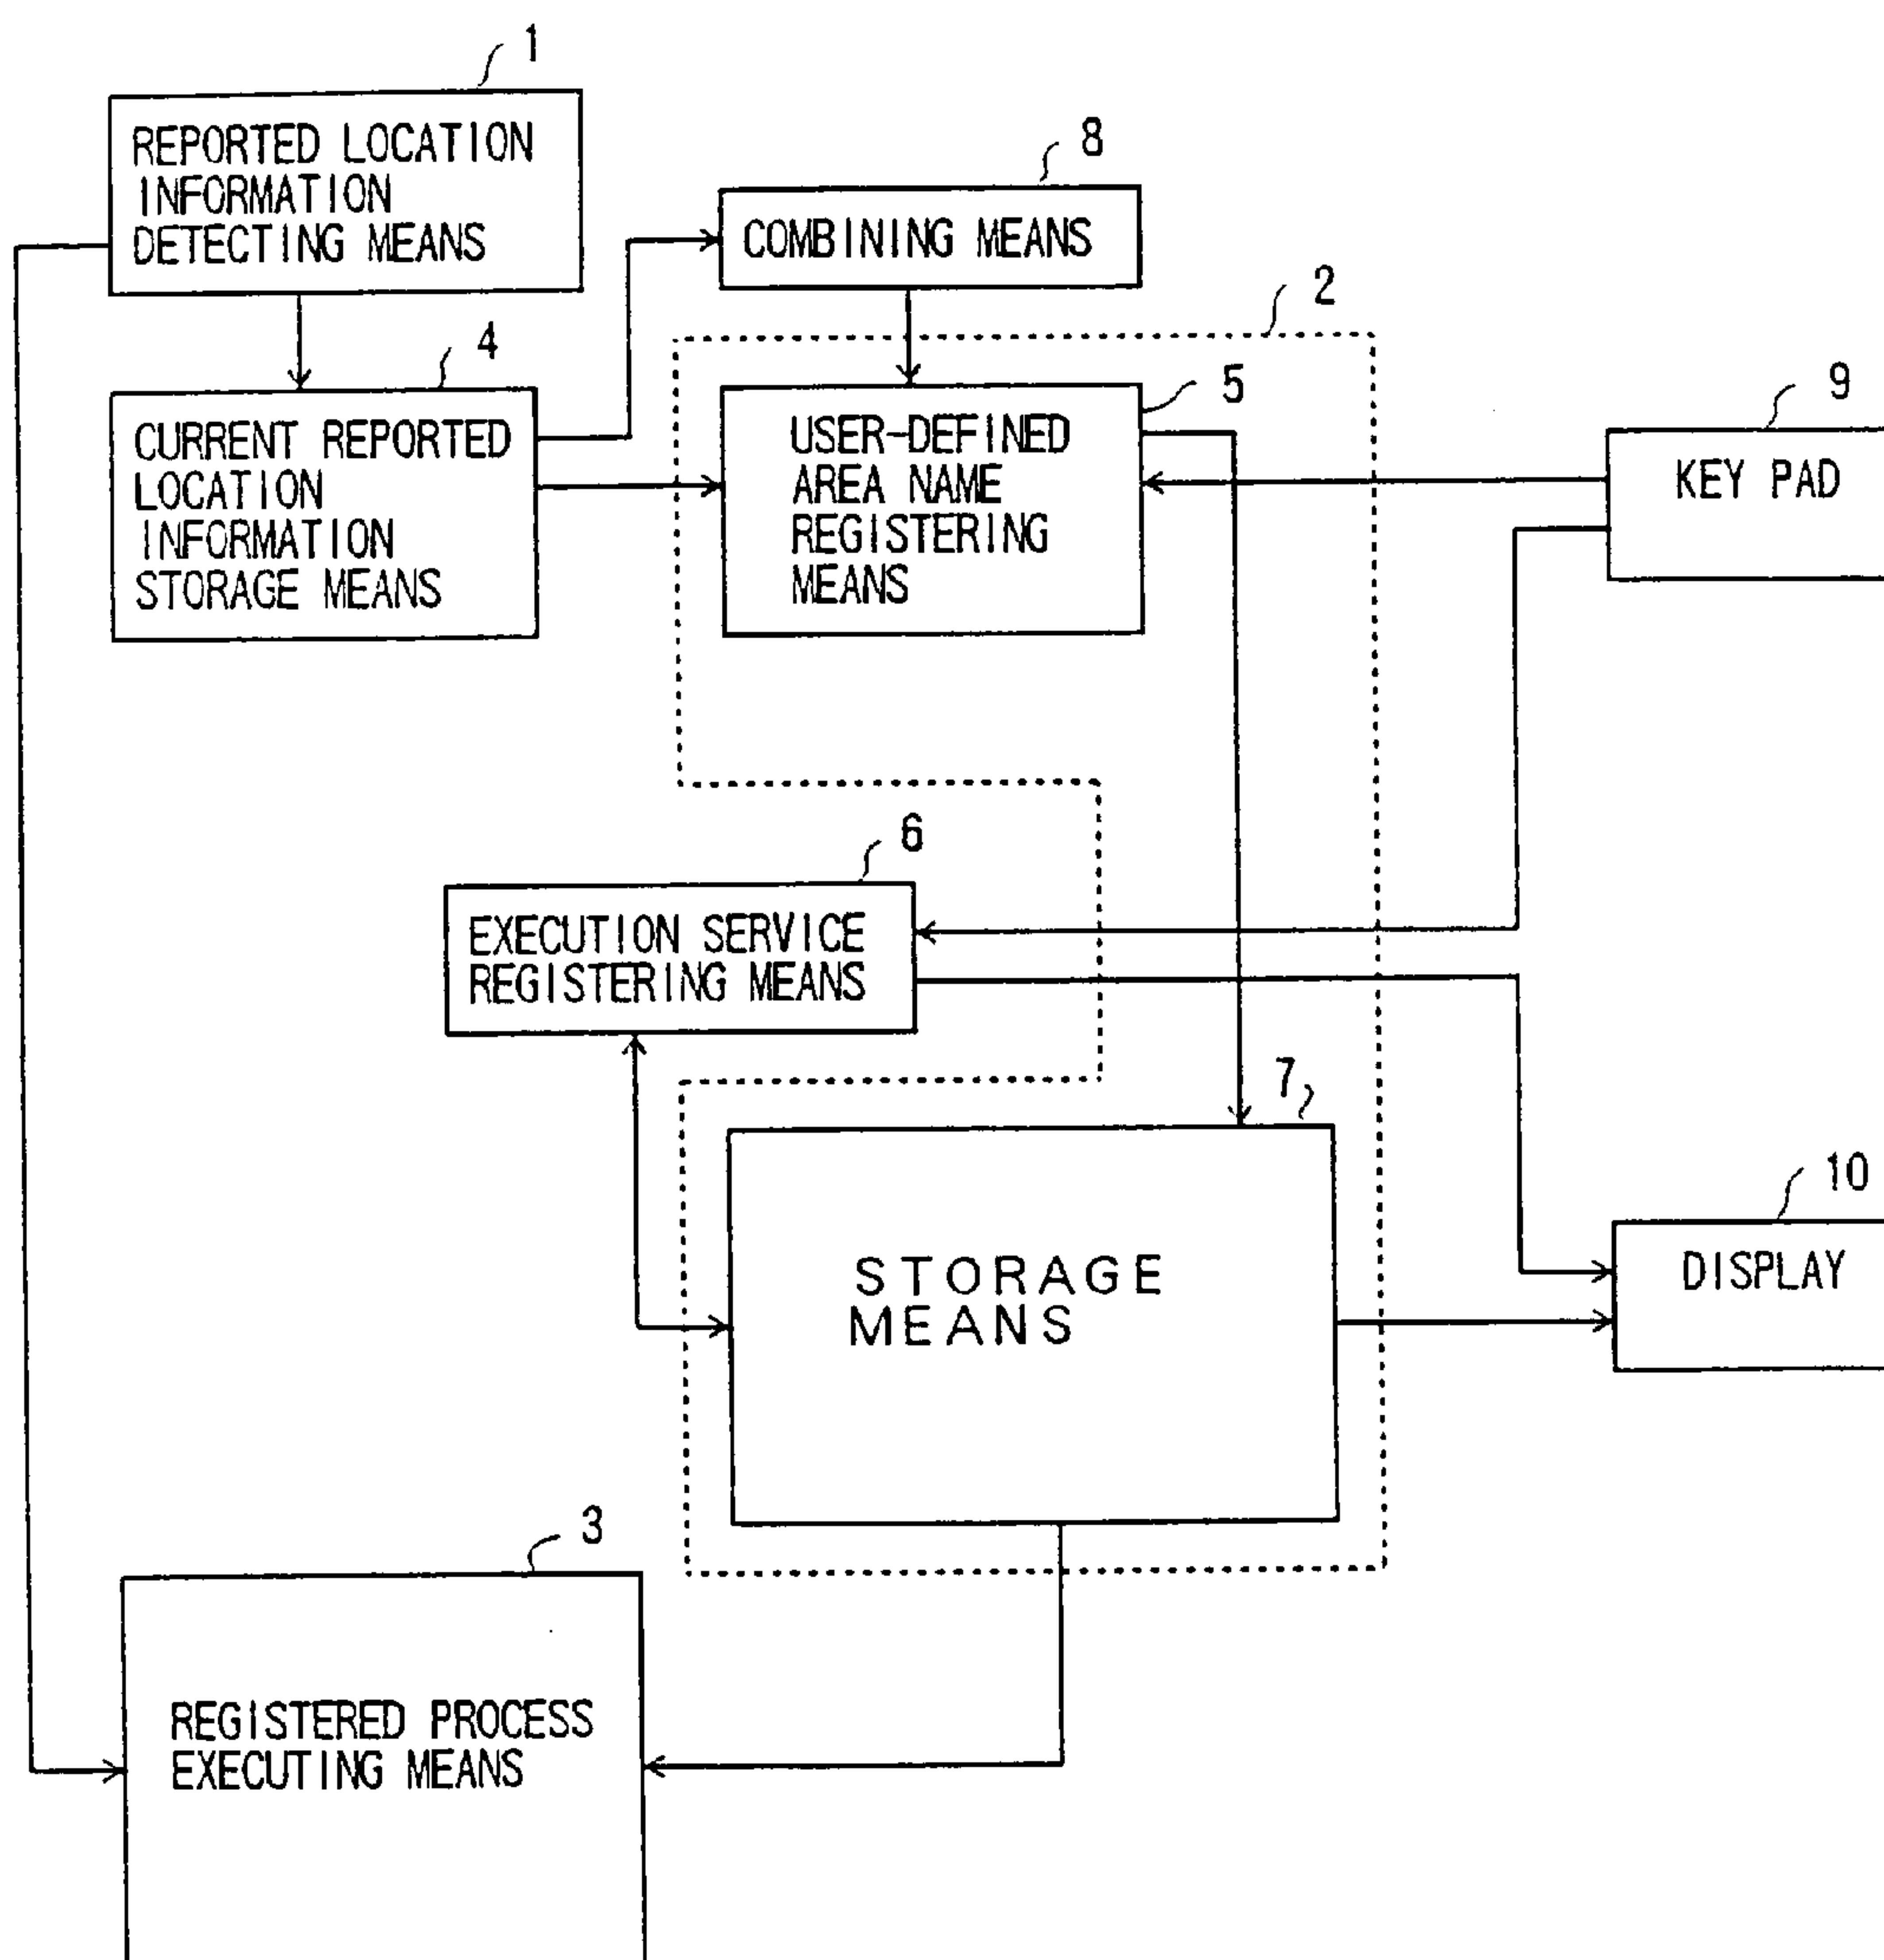 1
REPORTED LOCATION
INFORMATION
DETECTING MEANS
8
COMBINING MEANS
2
4
CURRENT REPORTED
LOCATION
INFORMATION
STORAGE MEANS
5
USER-DEFINED
AREA NAME
REGISTERING
MEANS
9
KEY PAD
6
EXECUTION SERVICE
REGISTERING MEANS
7
STORAGE
MEANS
10
DISPLAY
3
REGISTERED PROCESS
EXECUTING MEANS